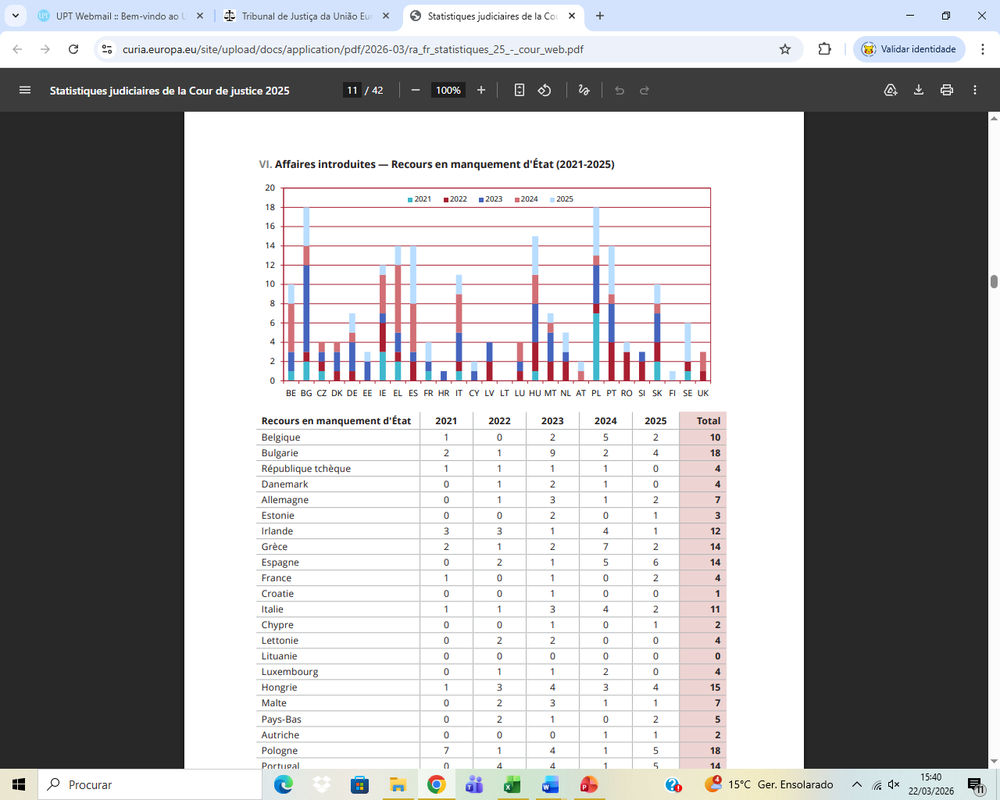 UPT Webmail :: Bem-vindo ao U
Tribunal de Justiça da União Eu
Statistiques judiciaires de la Cou
curia.europa.eu/site/upload/docs/application/pdf/2026-03/ra_fr_statistiques_25_-_cour_web.pdf
Validar identidade
Statistiques judiciaires de la Cour de justice 2025
11 / 42
100%
VI. Affaires introduites — Recours en manquement d'État (2021-2025)
2021 2022 2023 2024 2025
20
18
16
14
12
10
8
6
4
2
0
BE BG CZ DK DE EE IE EL ES FR HR IT CY LV LT LU HU MT NL AT PL PT RO SI SK FI SE UK
Recours en manquement d'État 2021 2022 2023 2024 2025 Total
Belgique 1 0 2 5 2 10
Bulgarie 2 1 9 2 4 18
République tchèque 1 1 1 1 0 4
Danemark 0 1 2 1 0 4
Allemagne 0 1 3 1 2 7
Estonie 0 0 2 0 1 3
Irlande 3 3 1 4 1 12
Grèce 2 1 2 7 2 14
Espagne 0 2 1 5 6 14
France 1 0 1 0 2 4
Croatie 0 0 1 0 0 1
Italie 1 1 3 4 2 11
Chypre 0 0 1 0 1 2
Lettonie 0 2 2 0 0 4
Lituanie 0 0 0 0 0 0
Luxembourg 0 1 1 2 0 4
Hongrie 1 3 4 3 4 15
Malte 0 2 3 1 1 7
Pays-Bas 0 2 1 0 2 5
Autriche 0 0 0 1 1 2
Pologne 7 1 4 1 5 18
Portugal 0 4 4 1 5 14
Procurar
4
15°C Ger. Ensolarado
15:40
22/03/2026
11